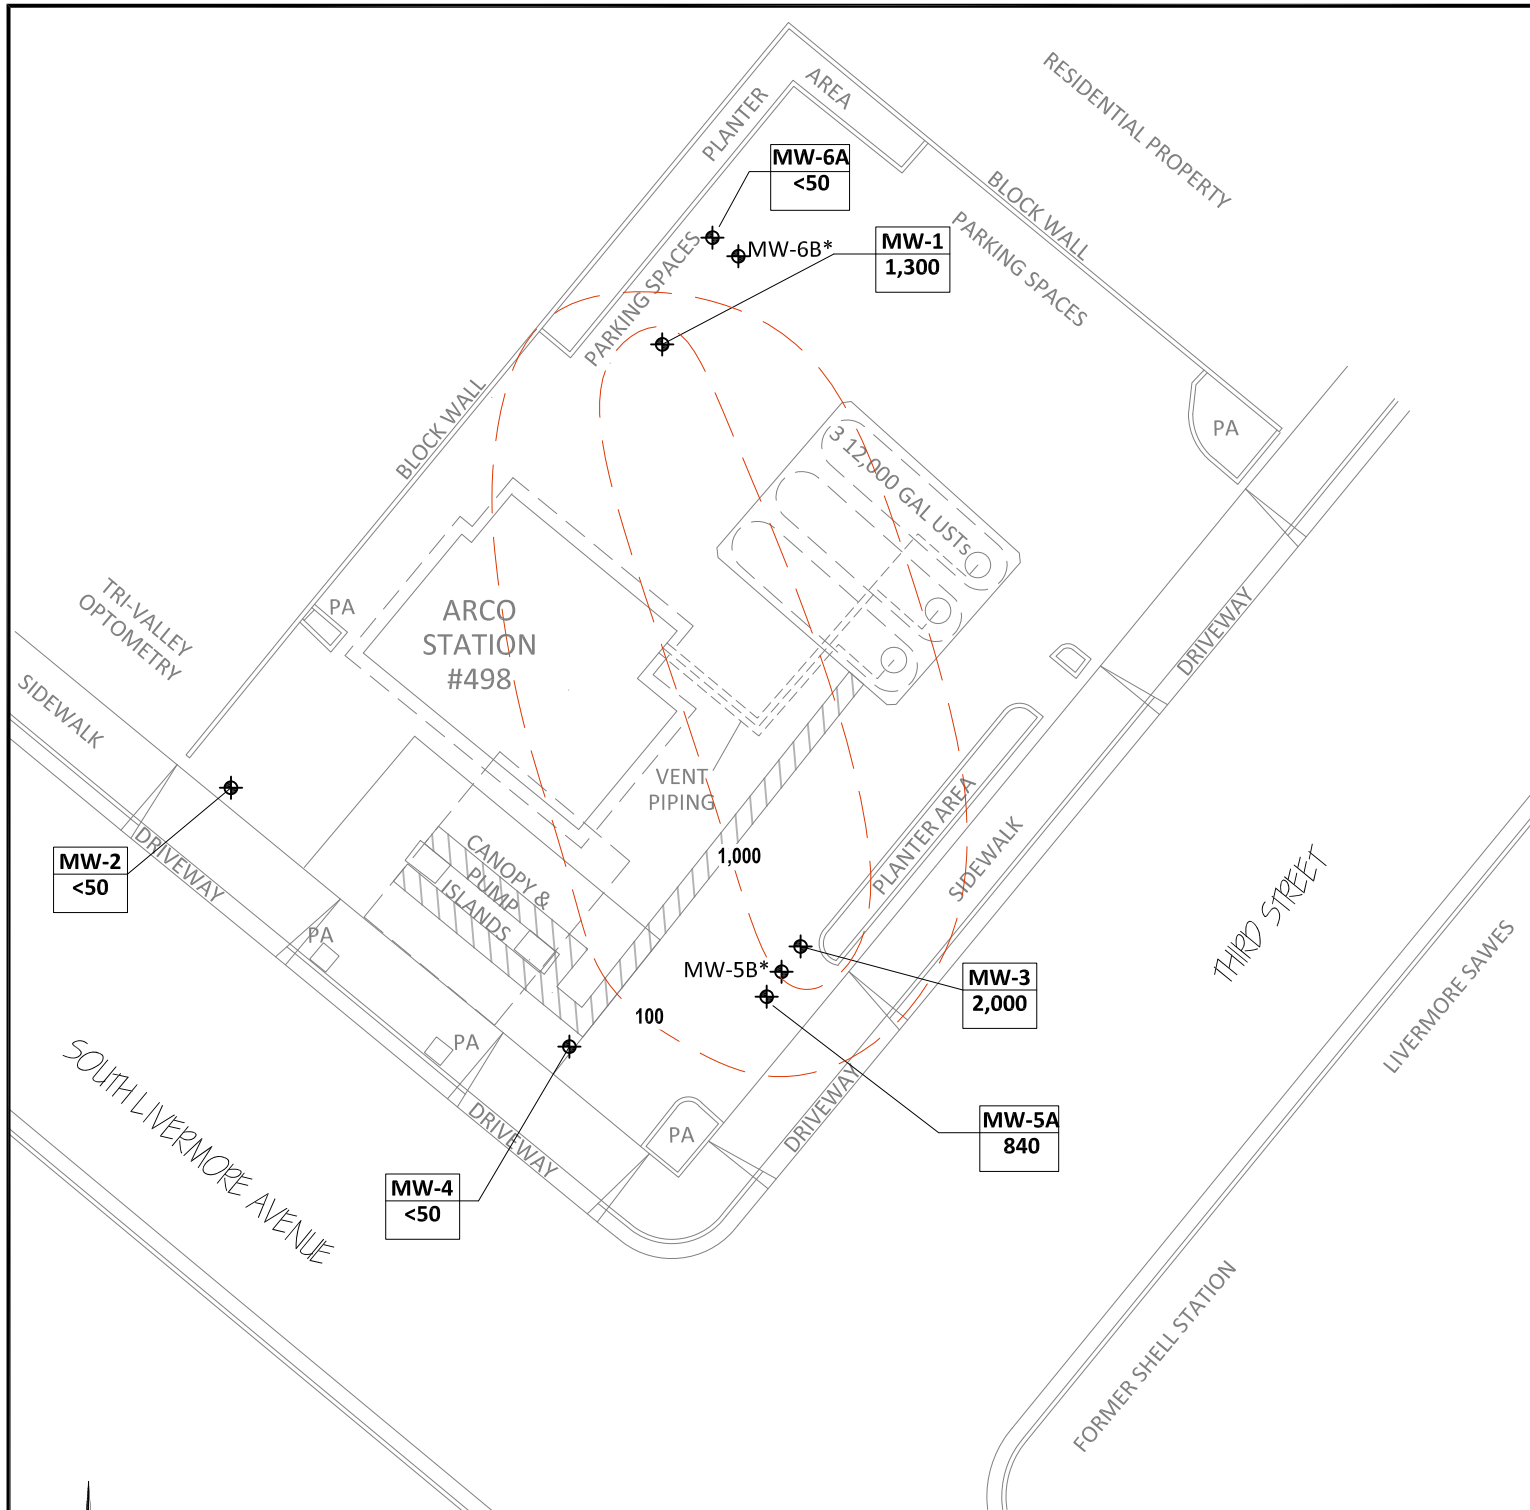 RESIDENTIAL PROPERTY
PLANTER
AREA
BLOCK WALL
PARKING SPACES
MW-6A
<50
MW-6B*
MW-1
1,300
PARKING SPACES
BLOCK WALL
PA
3 12,000 GAL USTs
TRI-VALLEY
OPTOMETRY
PA
ARCO
STATION
#498
SIDEWALK
DRIVEWAY
VENT
PIPING
MW-2
<50
DRIVEWAY
CANOPY &
PUMP
ISLANDS
1,000
PLANTER AREA
SIDEWALK
THIRD STREET
PA
MW-5B*
MW-3
2,000
LIVERMORE SAWES
100
PA
SOUTH LIVERMORE AVENUE
DRIVEWAY
PA
DRIVEWAY
MW-5A
840
MW-4
<50
FORMER SHELL STATION